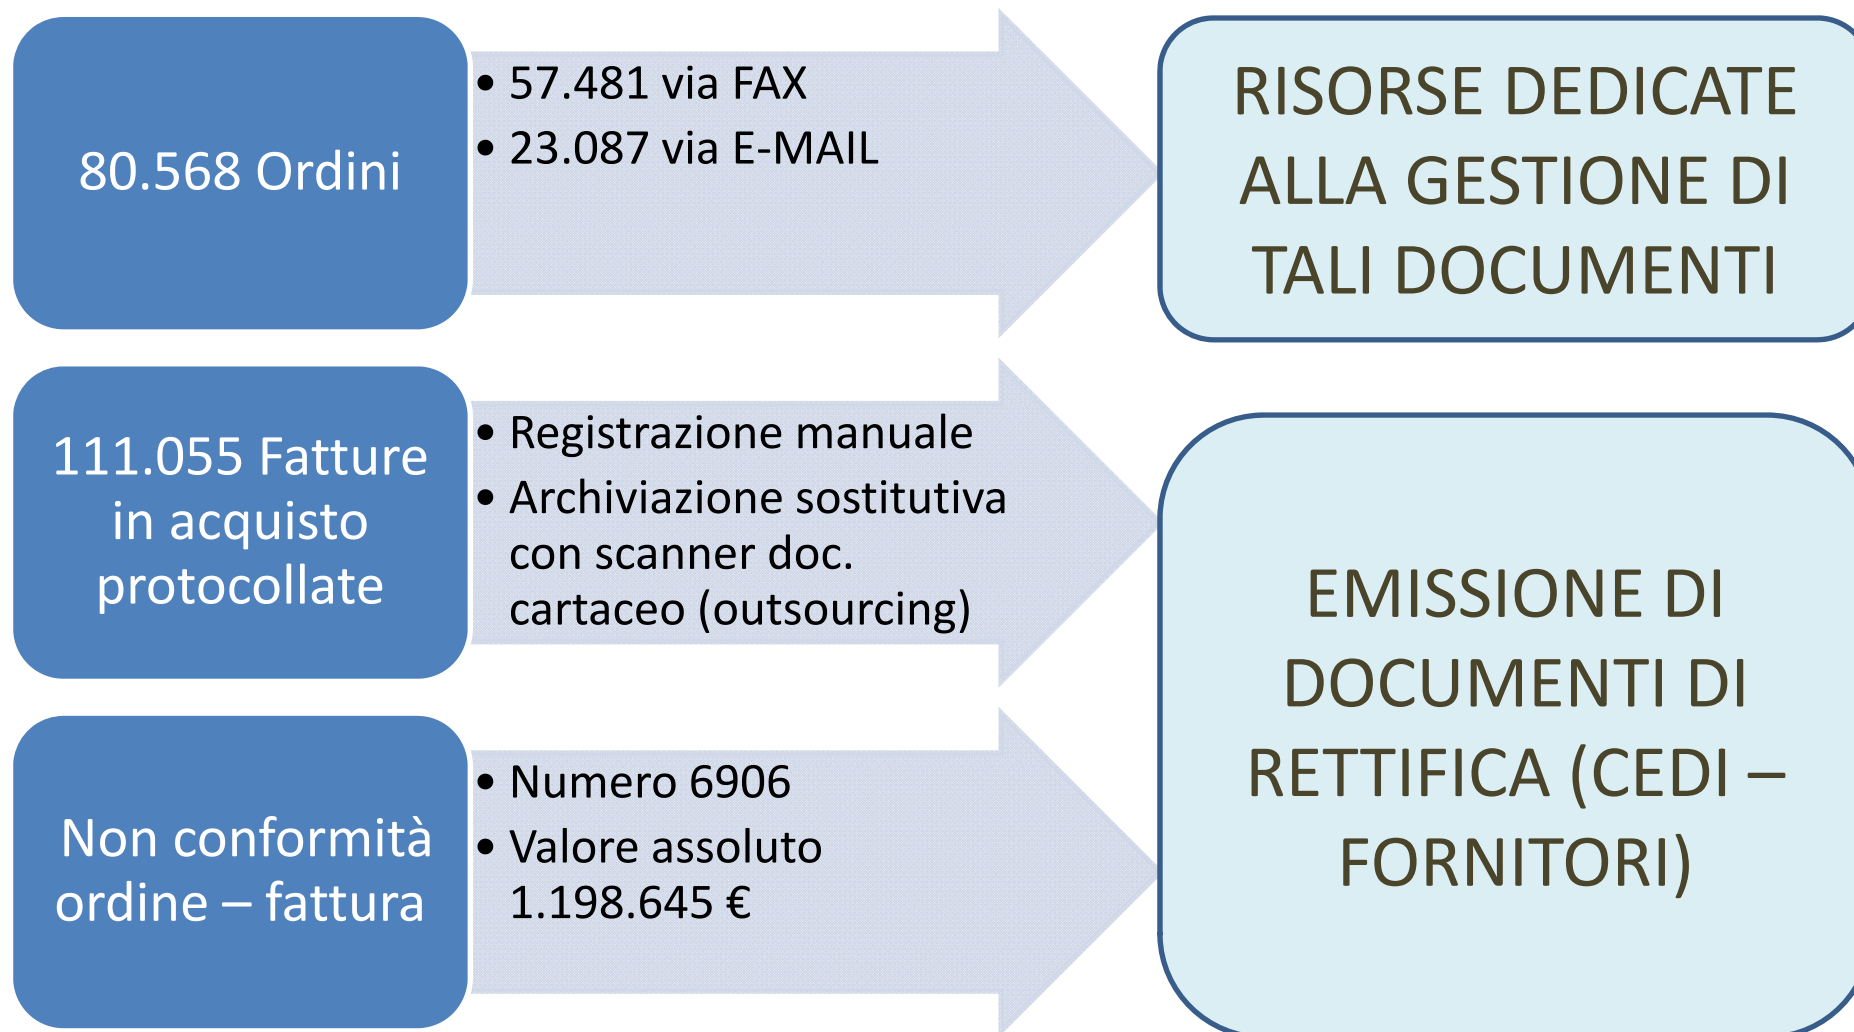 80.568 Ordini
• 57.481 via FAX
• 23.087 via E-MAIL
RISORSE DEDICATE
ALLA GESTIONE DI
TALI DOCUMENTI
111.055 Fatture
in acquisto
protocollate
• Registrazione manuale
• Archiviazione sostitutiva
con scanner doc.
cartaceo (outsourcing)
Non conformità
ordine – fattura
• Numero 6906
• Valore assoluto
1.198.645 €
EMISSIONE DI
DOCUMENTI DI
RETTIFICA (CEDI –
FORNITORI)